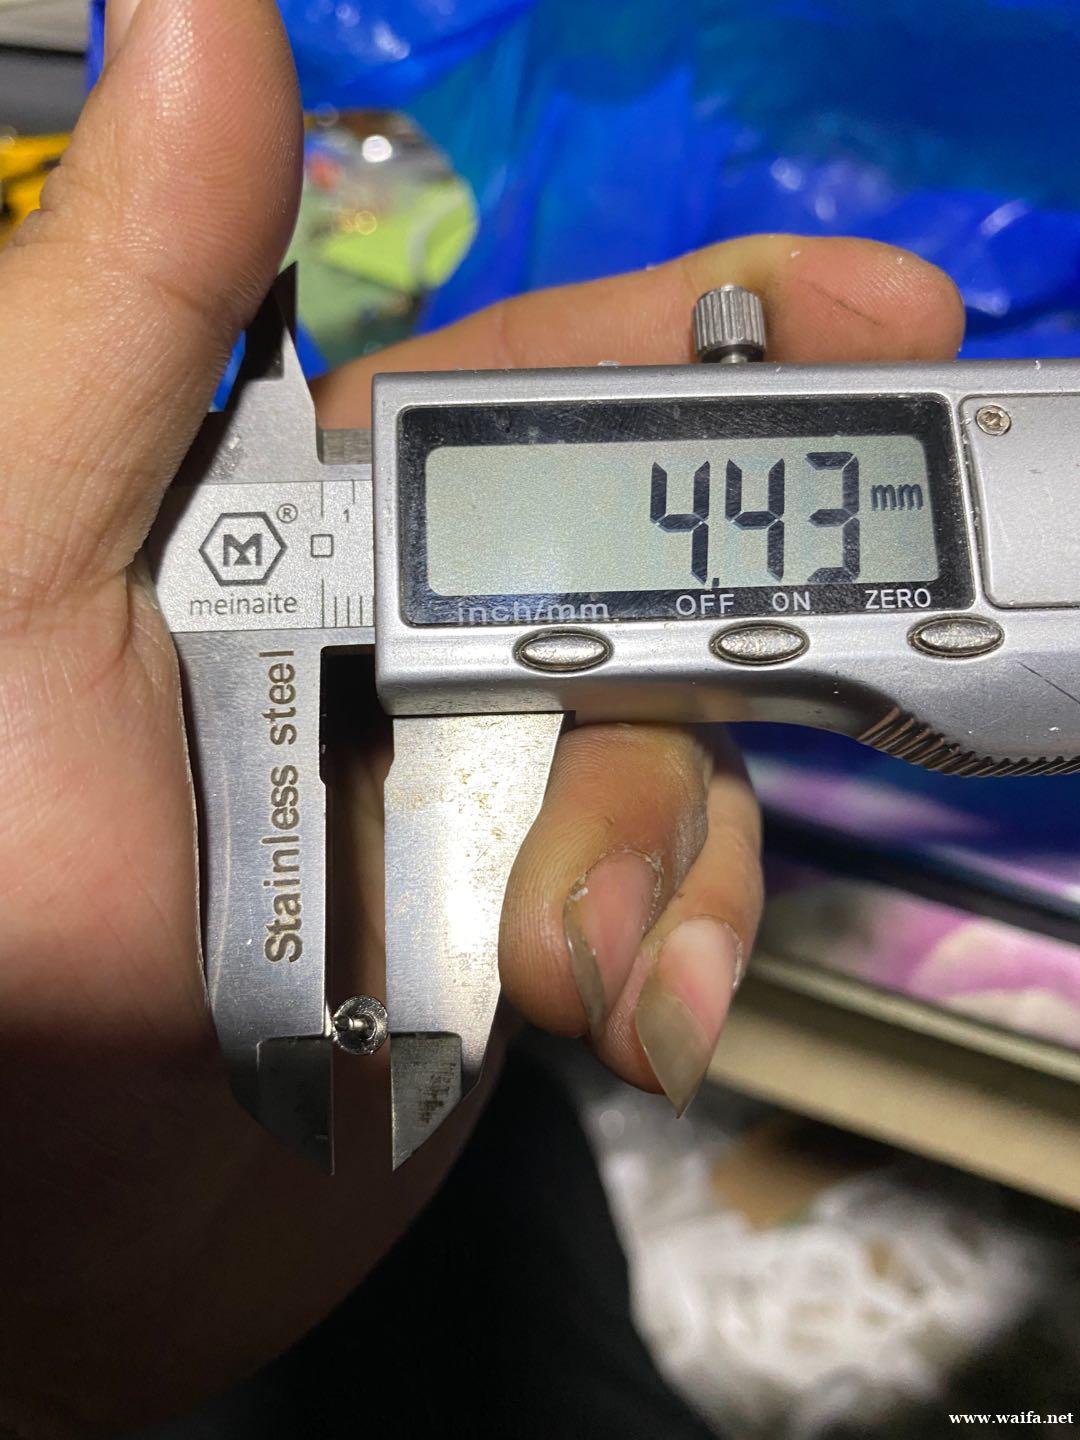 4.43 mm
1
M®
meinaite
inch/mm OFF ON ZERO
Stainless steel
www.waifa.net